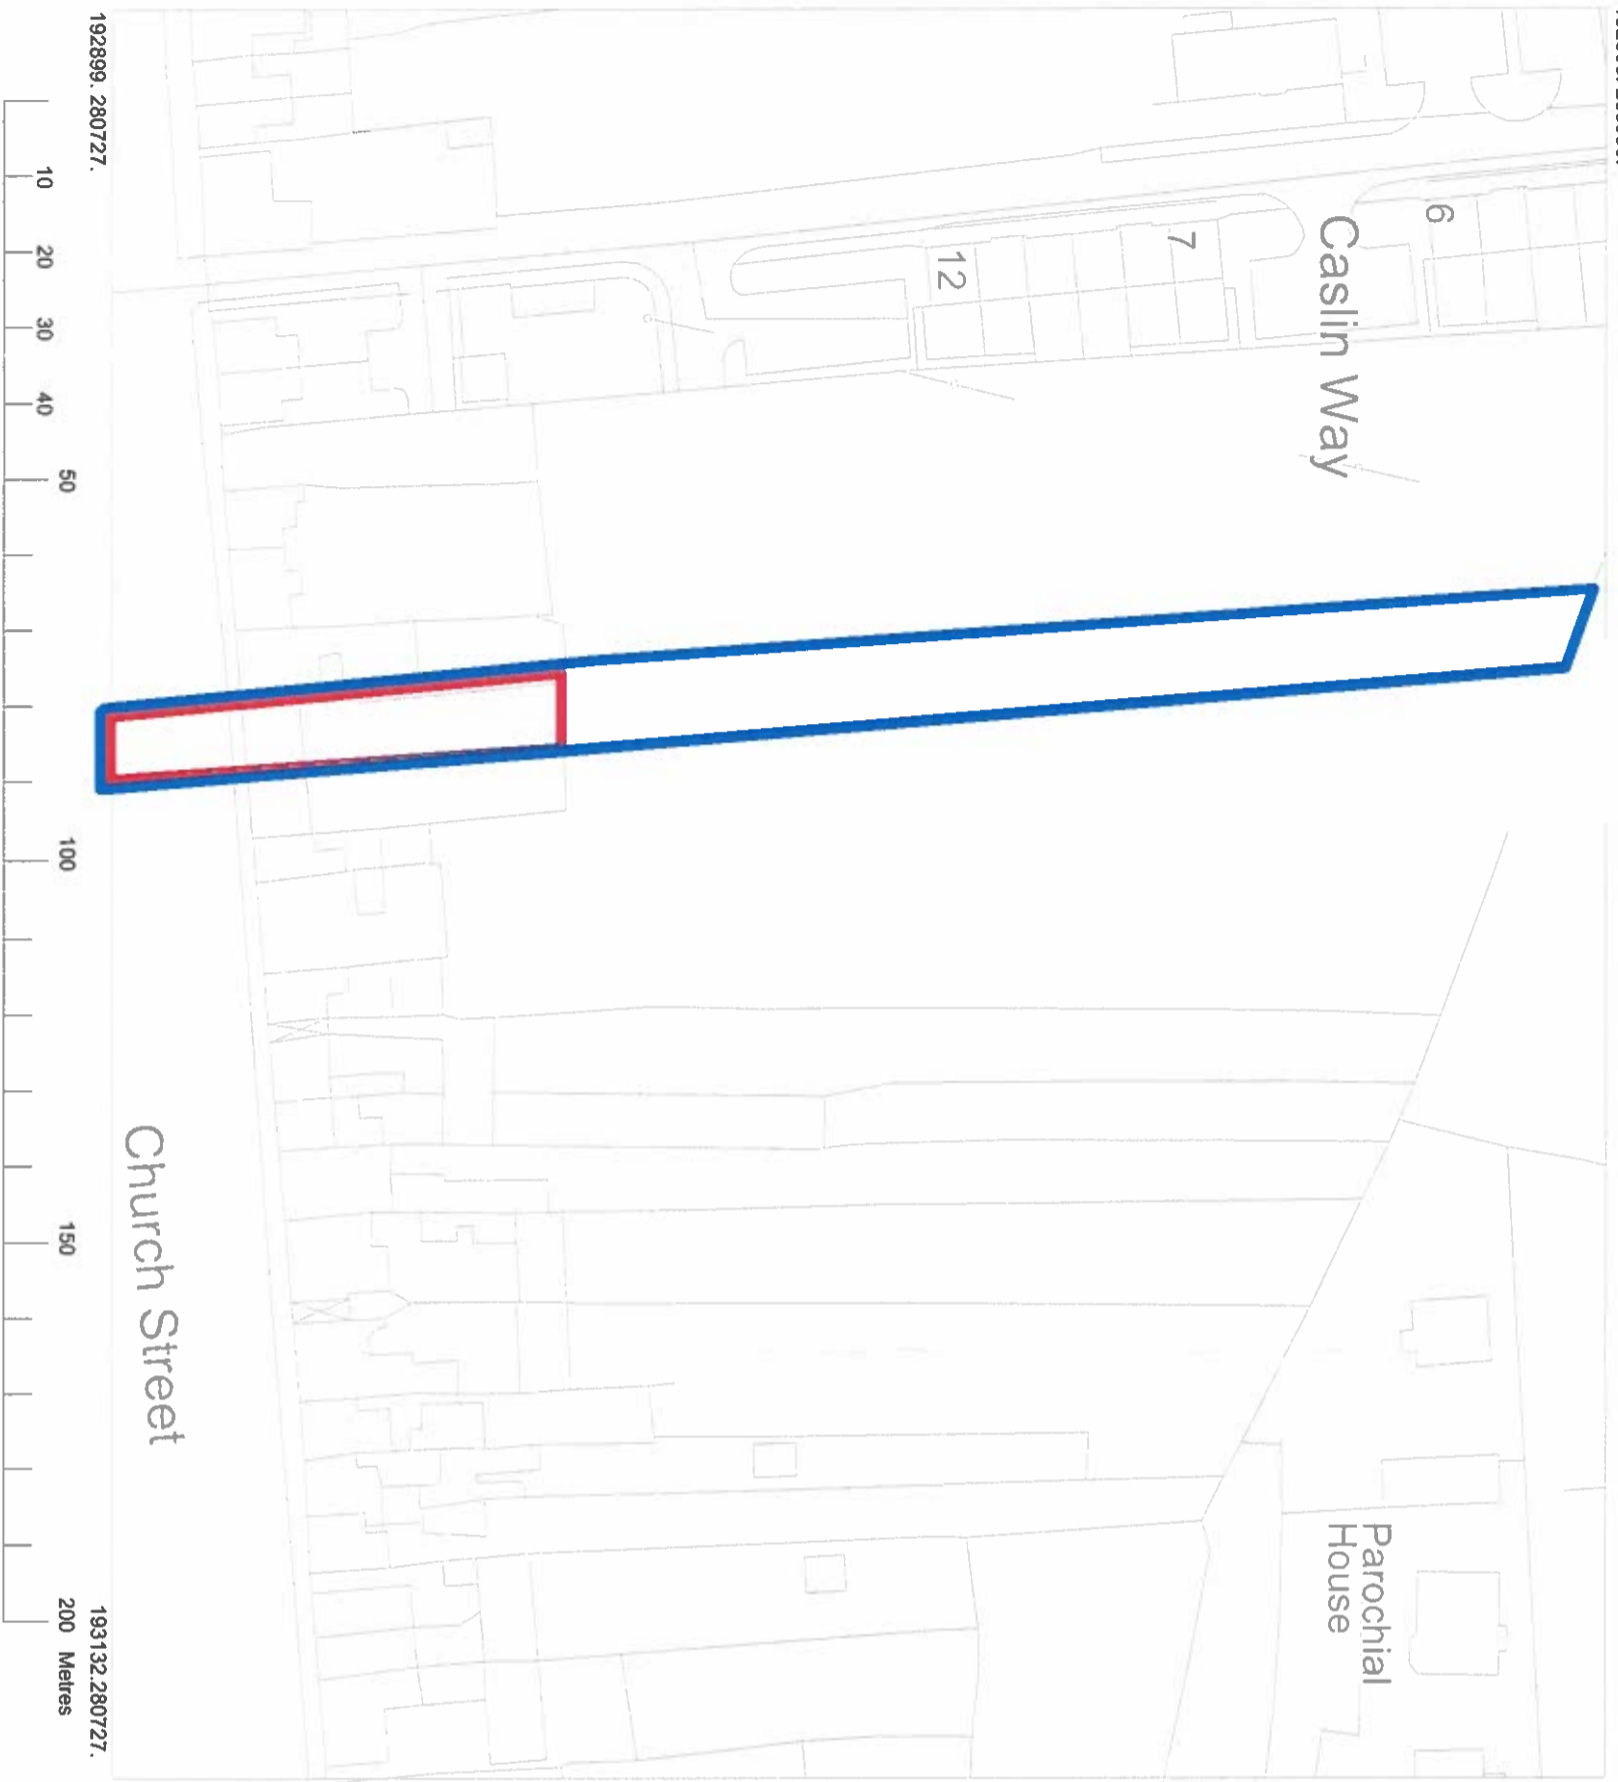 6
Caslin Way
7
12
Parochial
House
Church Street
192899. 280727.
193132.280727.
10 20 30 40 50 100 150 200 Metres